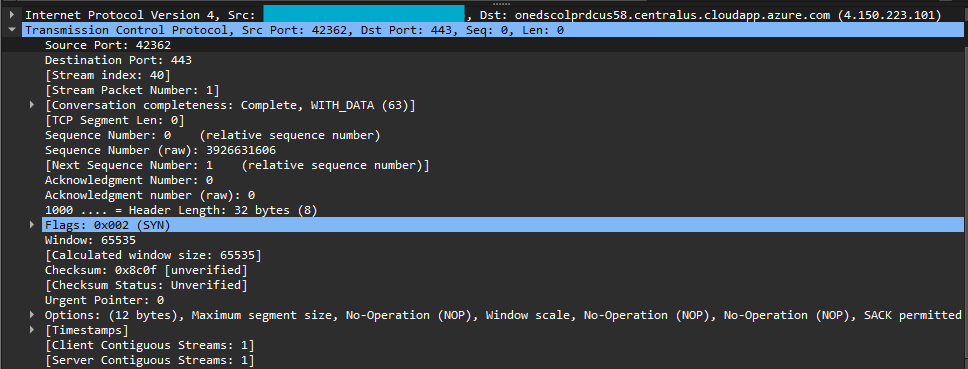 Internet Protocol Version 4, Src: , Dst: onedscolprdcus58.centralus.cloudapp.azure.com (4.150.223.101)
Transmission Control Protocol, Src Port: 42362, Dst Port: 443, Seq: 0, Len: 0
Source Port: 42362
Destination Port: 443
[Stream index: 40]
[Stream Packet Number: 1]
[Conversation completeness: Complete, WITH_DATA (63)]
[TCP Segment Len: 0]
Sequence Number: 0    (relative sequence number)
Sequence Number (raw): 3926631606
[Next Sequence Number: 1    (relative sequence number)]
Acknowledgment Number: 0
Acknowledgment number (raw): 0
1000 .... = Header Length: 32 bytes (8)
Flags: 0x002 (SYN)
Window: 65535
[Calculated window size: 65535]
Checksum: 0x8c0f [unverified]
[Checksum Status: Unverified]
Urgent Pointer: 0
Options: (12 bytes), Maximum segment size, No-Operation (NOP), Window scale, No-Operation (NOP), No-Operation (NOP), SACK permitted
[Timestamps]
[Client Contiguous Streams: 1]
[Server Contiguous Streams: 1]